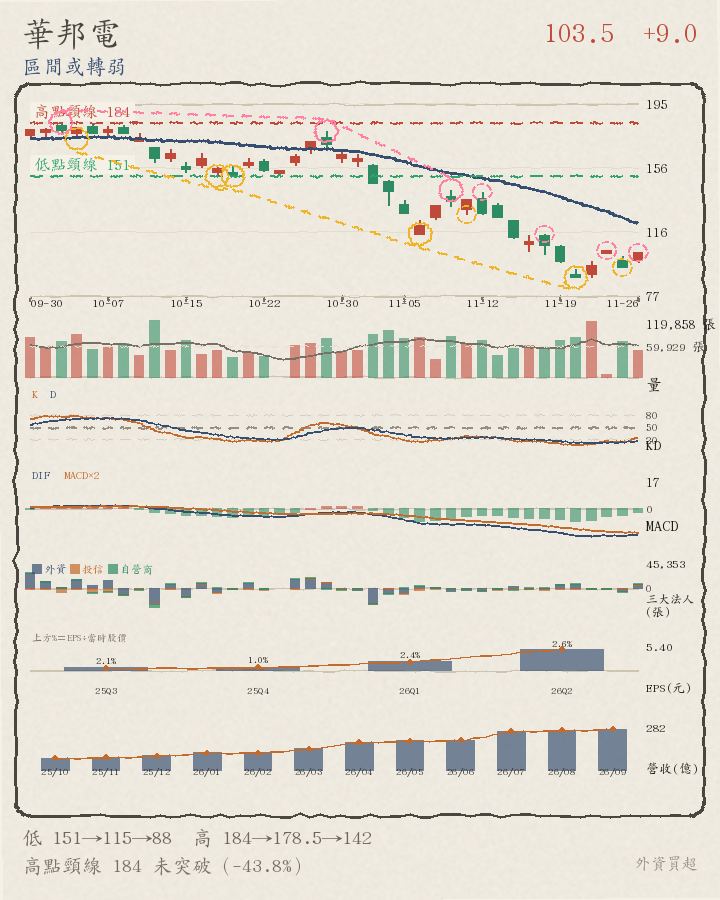 華邦電
103.5 +9.0
區間或轉弱
高點頸線 184
低點頸線 151
195
156
116
77
09-30 10-07 10-15 10-22 10-30 11-05 11-12 11-19 11-26
119,858 張
59,929 張
量
K D
80
50
20
KD
DIF MACD×2
17
0
MACD
外資 投信 自營商
45,353
0
三大法人
(張)
上方%=EPS÷當時股價
2.1% 1.0% 2.4% 2.6%
5.40
25Q3 25Q4 26Q1 26Q2
EPS(元)
282
25/10 25/11 25/12 26/01 26/02 26/03 26/04 26/05 26/06 26/07 26/08 26/09
營收(億)
低 151→115→88 高 184→178.5→142
高點頸線 184 未突破 (-43.8%)
外資買超